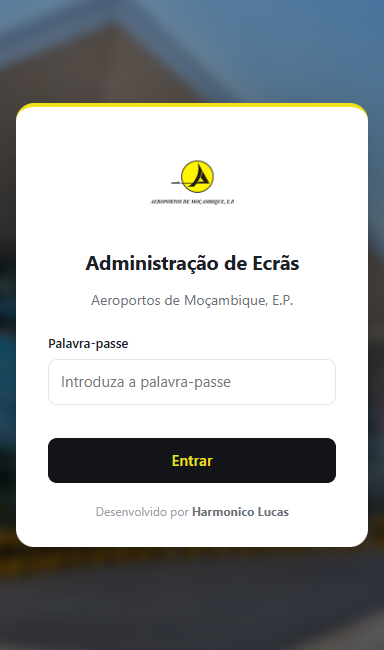 AEROPORTOS DE MOÇAMBIQUE, E.P.
Administração de Ecrãs
Aeroportos de Moçambique, E.P.
Palavra-passe
Introduza a palavra-passe
Entrar
Desenvolvido por Harmonico Lucas